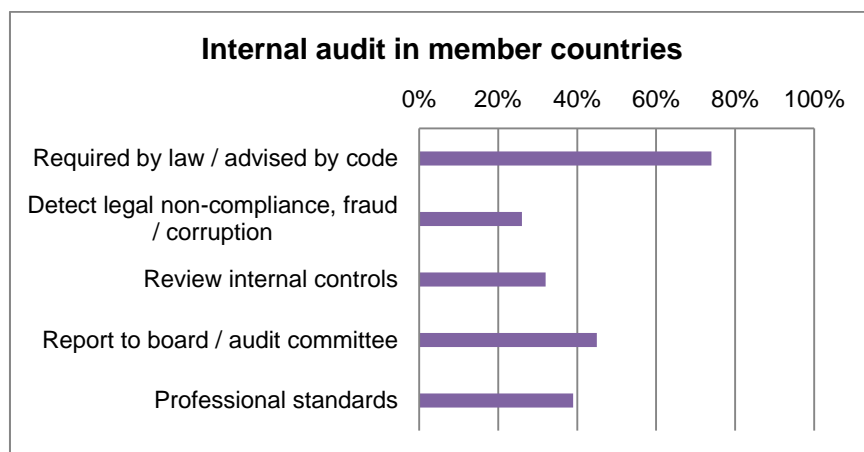 Internal audit in member countries
0% 20% 40% 60% 80% 100%
Required by law / advised by code
Detect legal non-compliance, fraud
/ corruption
Review internal controls
Report to board / audit committee
Professional standards